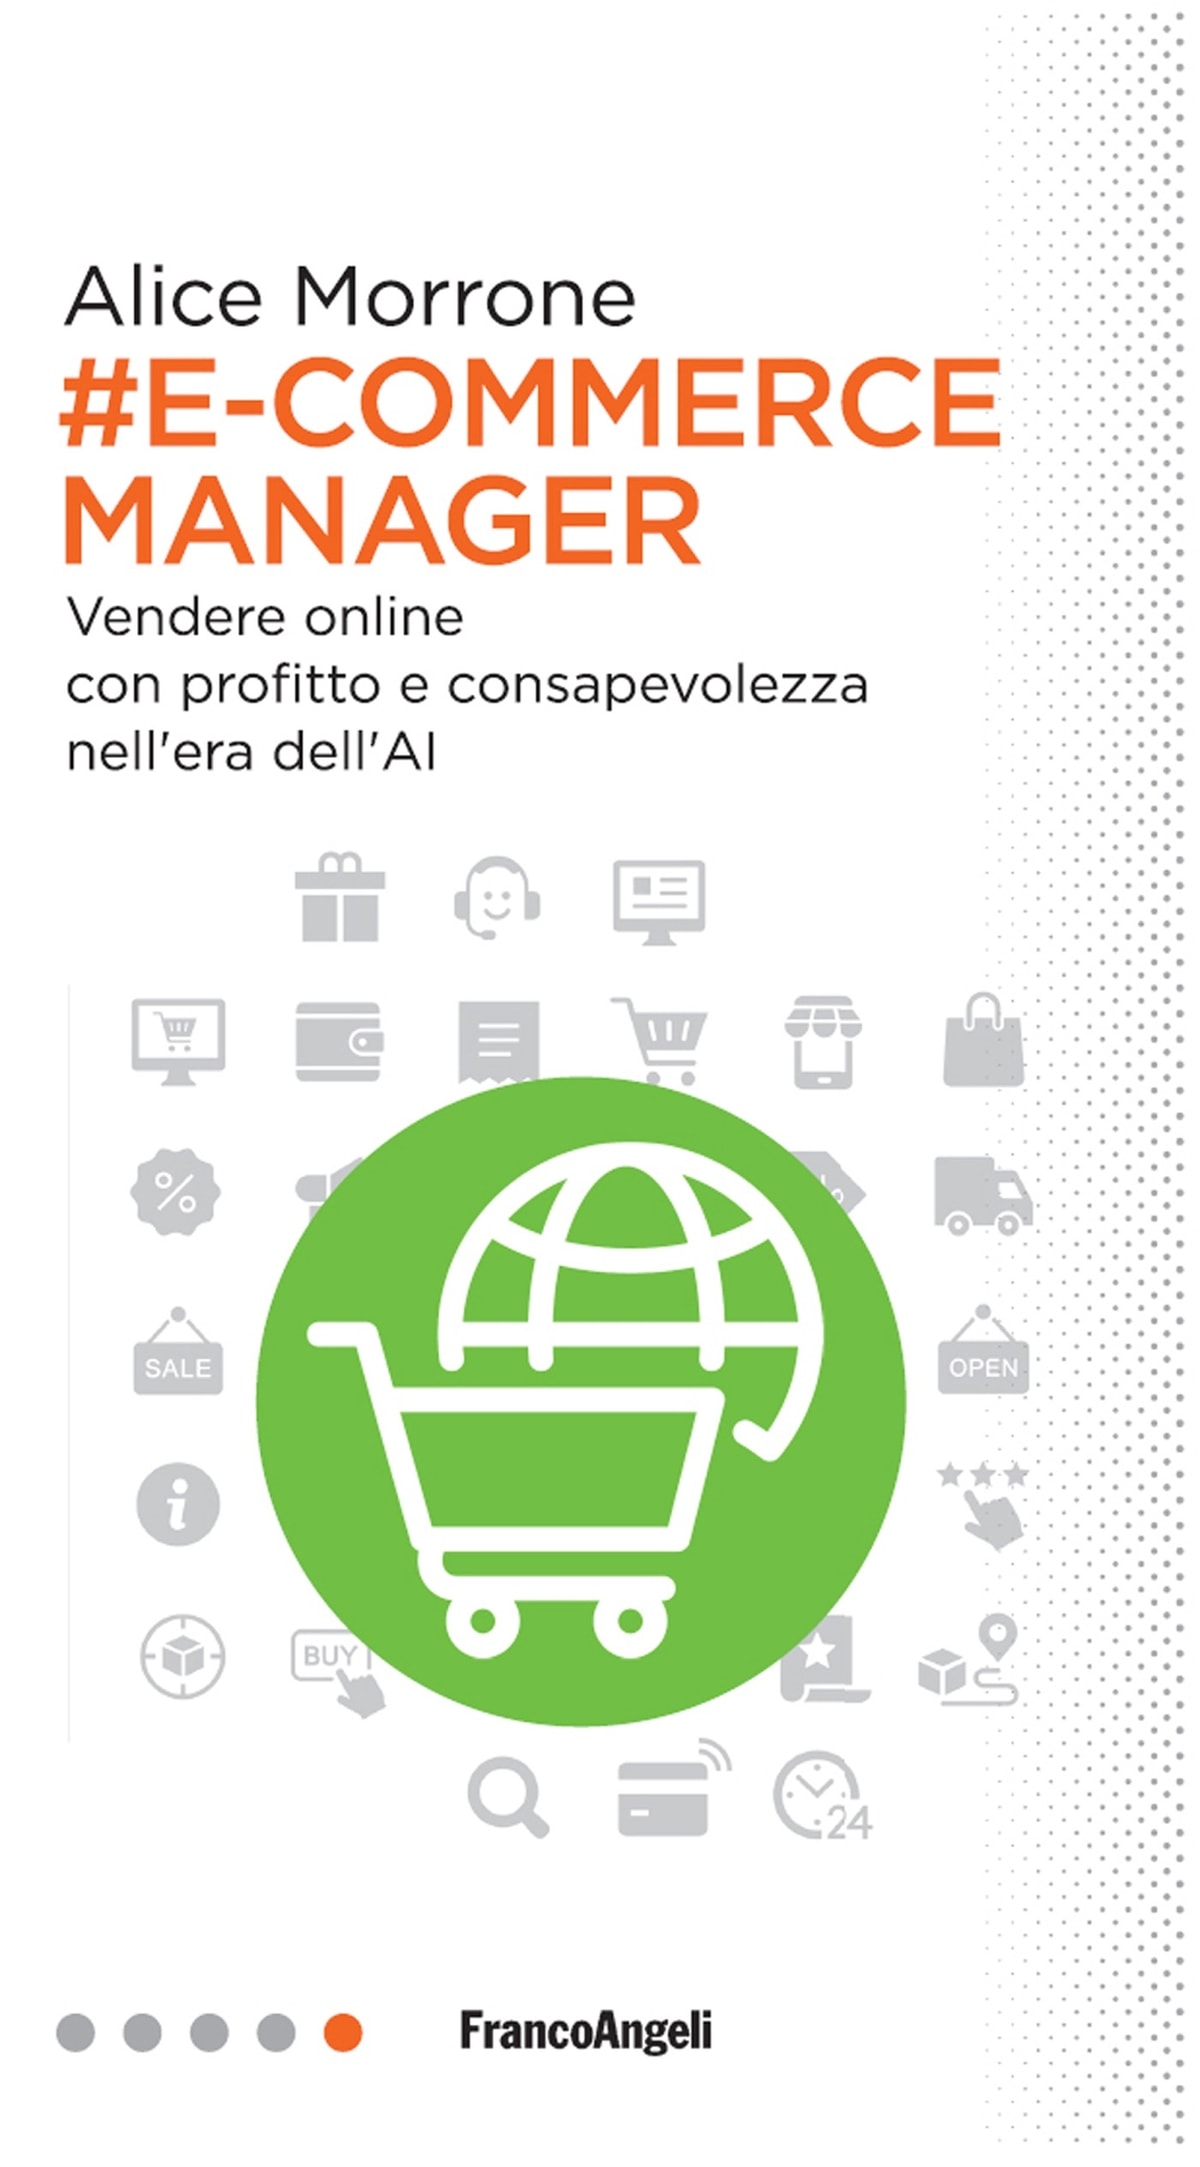 Alice Morrone
#E-COMMERCE
MANAGER
Vendere online
con profitto e consapevolezza
nell'era dell'AI
%
SALE
OPEN
i
BUY
24
FrancoAngeli